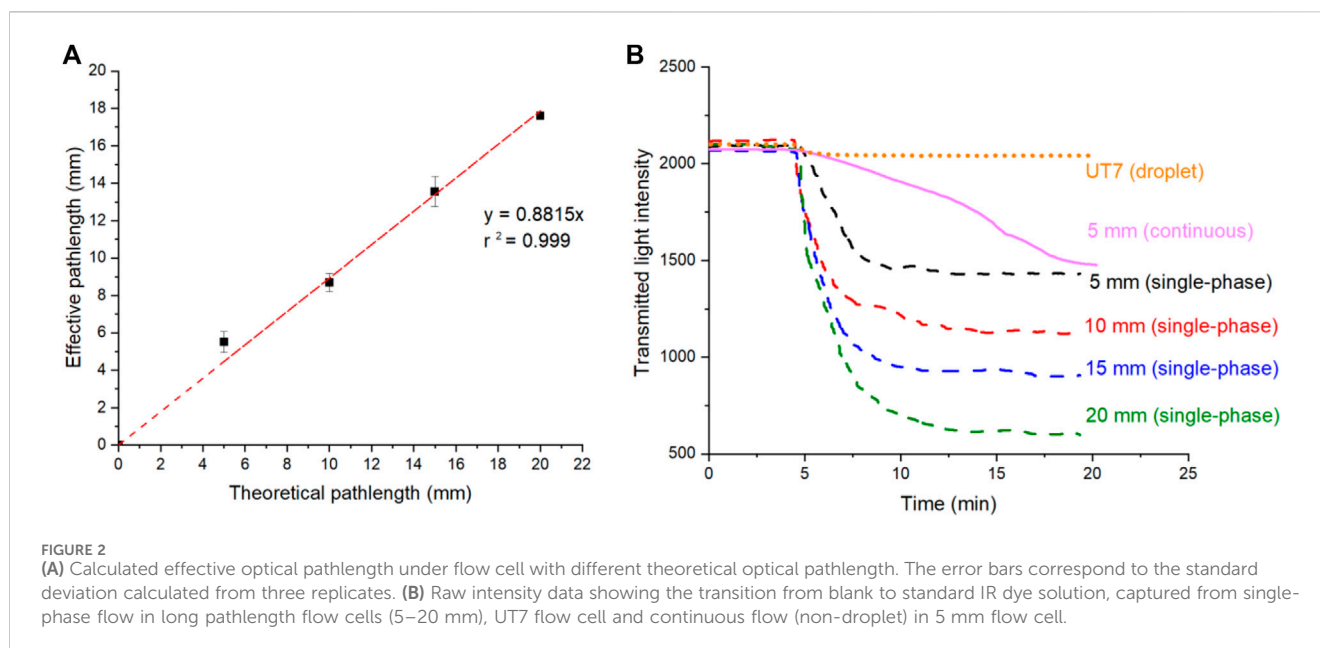 A
20
18
16
14
12
10
8
6
4
2
0
Effective pathlength (mm)
y = 0.8815x
r² = 0.999
0 2 4 6 8 10 12 14 16 18 20 22
Theoretical pathlength (mm)
B
2500
2000
1500
1000
500
Transmitted light intensity
UT7 (droplet)
5 mm (continuous)
5 mm (single-phase)
10 mm (single-phase)
15 mm (single-phase)
20 mm (single-phase)
0 5 10 15 20 25
Time (min)
FIGURE 2
(A) Calculated effective optical pathlength under flow cell with different theoretical optical pathlength. The error bars correspond to the standard
deviation calculated from three replicates. (B) Raw intensity data showing the transition from blank to standard IR dye solution, captured from single-
phase flow in long pathlength flow cells (5–20 mm), UT7 flow cell and continuous flow (non-droplet) in 5 mm flow cell.